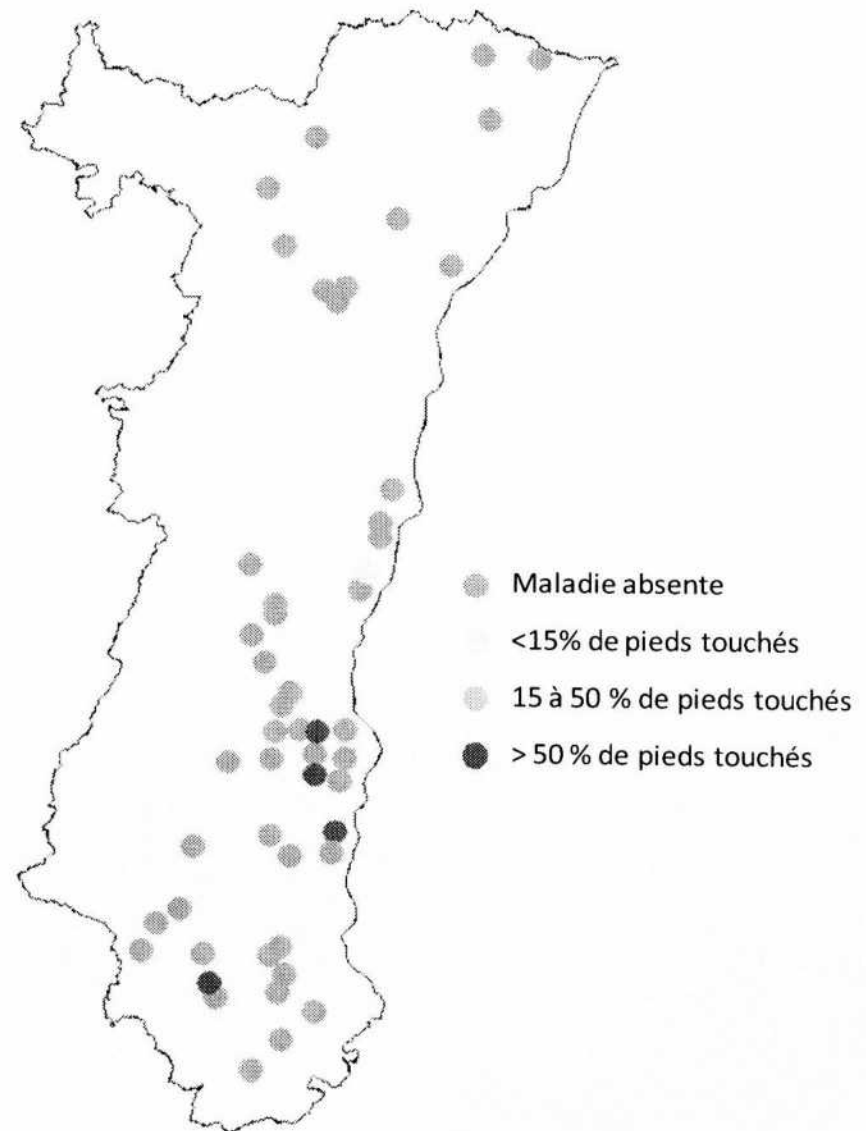 Maladie absente
<15% de pieds touchés
15 à 50 % de pieds touchés
> 50 % de pieds touchés